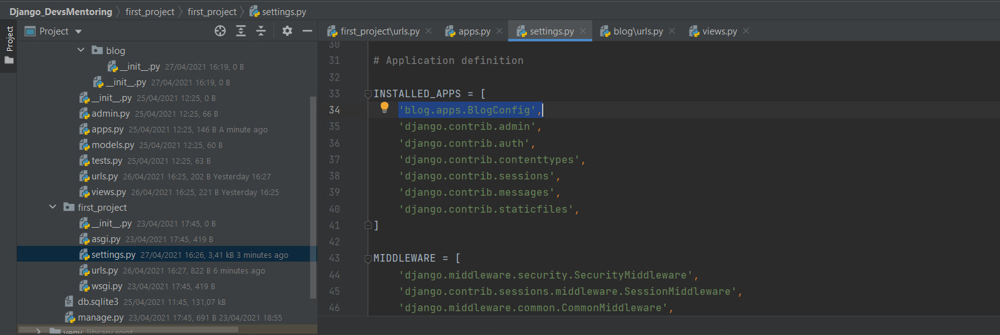 Django_DevsMentoring first_project first_project settings.py
Project
Project
blog
__init__.py 27/04/2021 16:19, 0 B
__init__.py 27/04/2021 16:19, 0 B
__init__.py 25/04/2021 12:25, 0 B
admin.py 25/04/2021 12:25, 66 B
apps.py 25/04/2021 12:25, 146 B A minute ago
models.py 25/04/2021 12:25, 60 B
tests.py 25/04/2021 12:25, 63 B
urls.py 26/04/2021 16:25, 202 B Yesterday 16:27
views.py 26/04/2021 16:25, 221 B Yesterday 16:25
first_project
__init__.py 23/04/2021 17:45, 0 B
asgi.py 23/04/2021 17:45, 419 B
settings.py 27/04/2021 16:26, 3,41 kB 3 minutes ago
urls.py 26/04/2021 16:27, 822 B 6 minutes ago
wsgi.py 23/04/2021 17:45, 419 B
db.sqlite3 25/04/2021 11:45, 131,07 kB
manage.py 23/04/2021 17:45, 691 B 23/04/2021 18:55
venv library root
first_project\urls.py apps.py settings.py blog\urls.py views.py
30
31 # Application definition
32
33 INSTALLED_APPS = [
34 'blog.apps.BlogConfig',
35 'django.contrib.admin',
36 'django.contrib.auth',
37 'django.contrib.contenttypes',
38 'django.contrib.sessions',
39 'django.contrib.messages',
40 'django.contrib.staticfiles',
41 ]
42
43 MIDDLEWARE = [
44 'django.middleware.security.SecurityMiddleware',
45 'django.contrib.sessions.middleware.SessionMiddleware',
46 'django.middleware.common.CommonMiddleware',